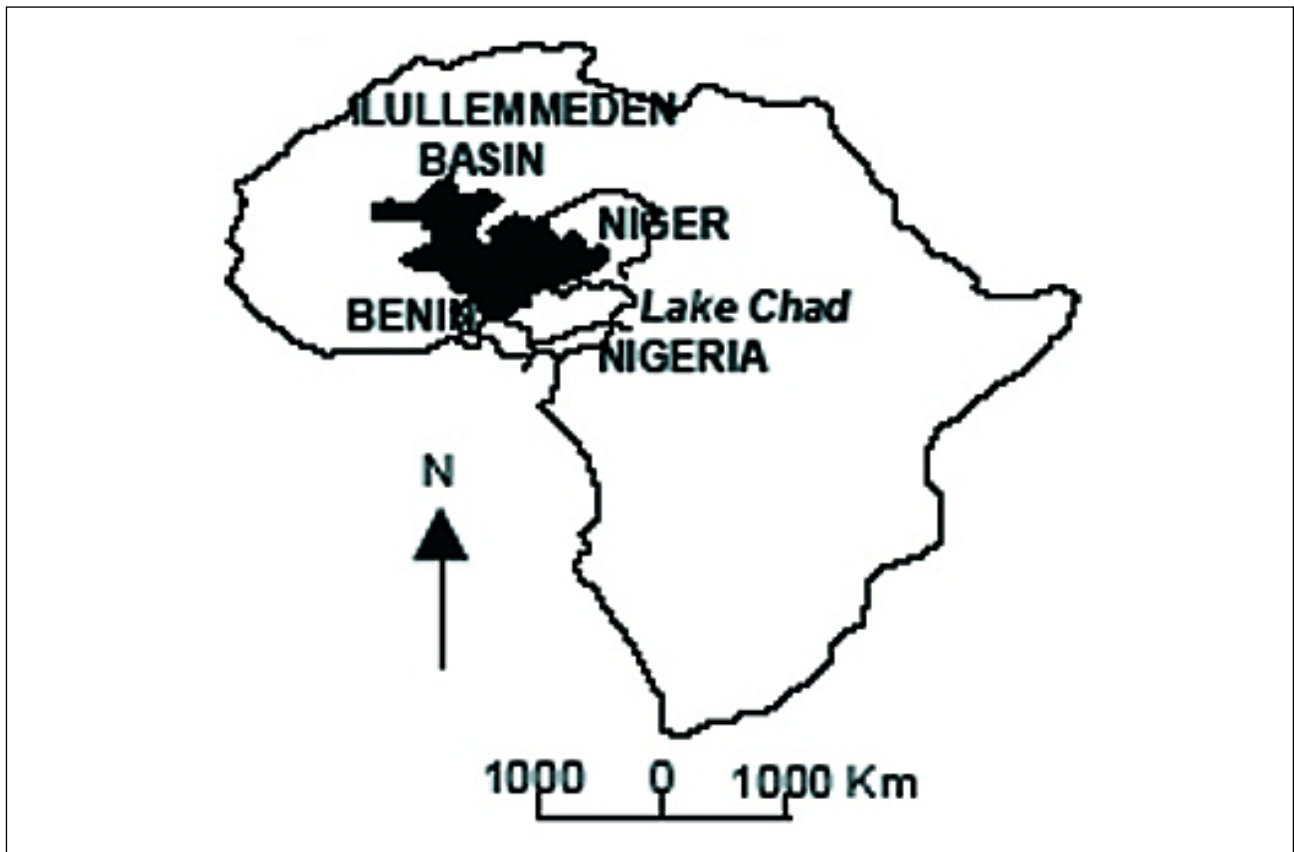 ILULLEMMEDEN
BASIN
NIGER
Lake Chad
BENIN
NIGERIA
N
1000 0 1000 Km